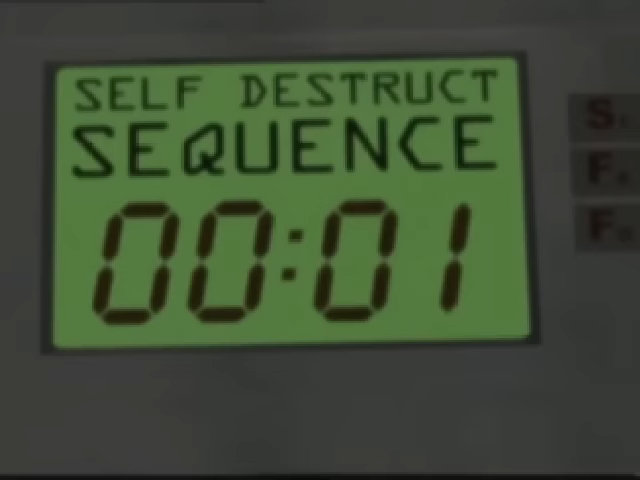 SELF DESTRUCT
SEQUENCE
00:01
S
F
F